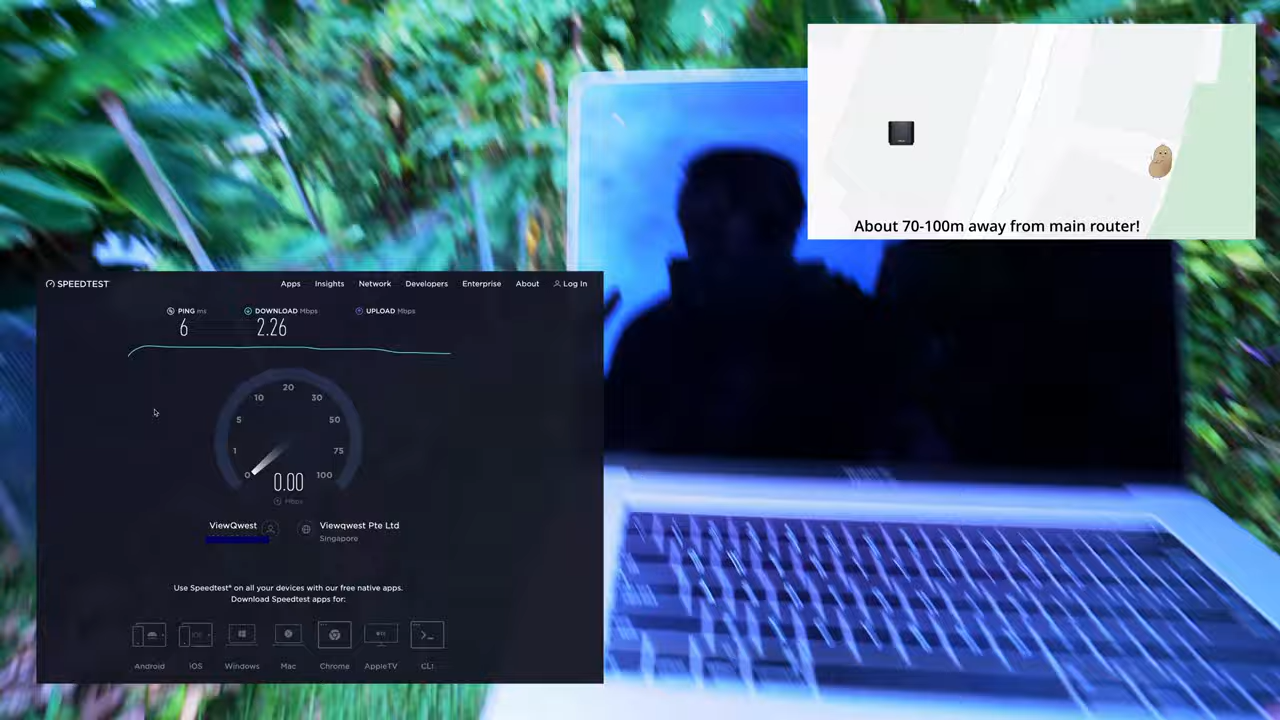 About 70-100m away from main router!
SPEEDTEST
Apps Insights Network Developers Enterprise About Log In
PING ms DOWNLOAD Mbps UPLOAD Mbps
6 2.26
20
10 30
5 50
1 75
0 100
0.00
Mbps
ViewQwest Viewqwest Pte Ltd
Singapore
Use Speedtest® on all your devices with our free native apps.
Download Speedtest apps for:
iOS
Android iOS Windows Mac Chrome AppleTV CLI